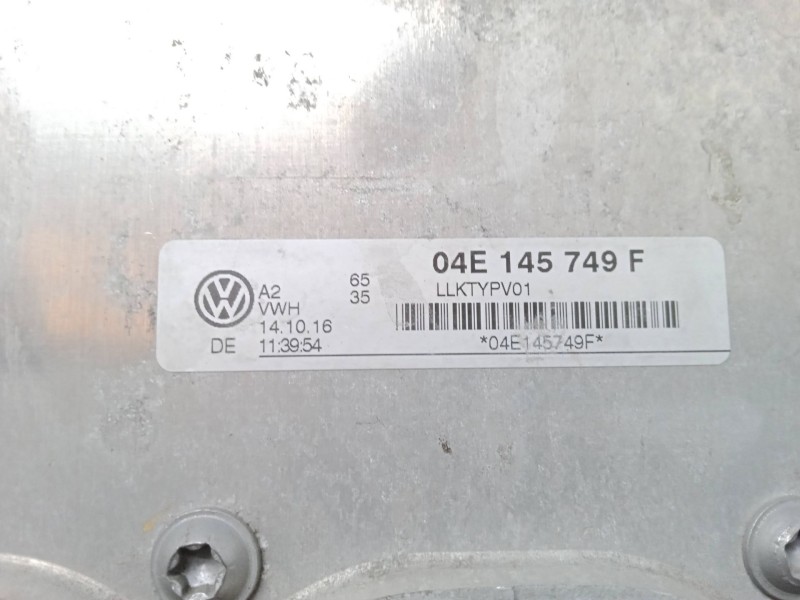 04E 145 749 F
A2
65
LLKTYPV01
VWH
35
14.10.16
DE 11:39:54
*04E145749F*